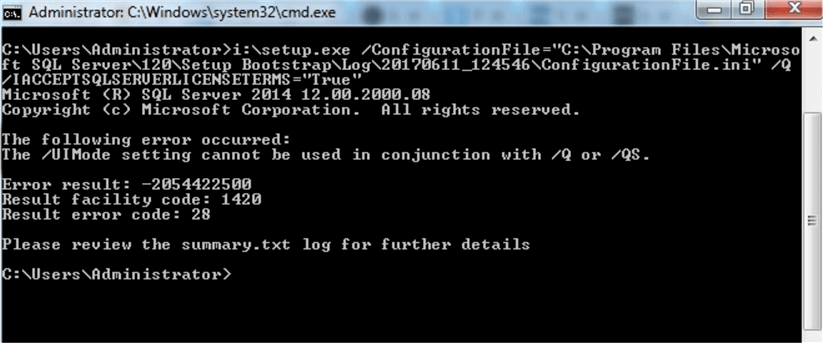 Administrator: C:\Windows\system32\cmd.exe
C:\Users\Administrator>i:\setup.exe /ConfigurationFile="C:\Program Files\Microso
ft SQL Server\120\Setup Bootstrap\Log\20170611_124546\ConfigurationFile.ini" /Q
/IACCEPTSQLSERVERLICENSETERMS="True"
Microsoft (R) SQL Server 2014 12.00.2000.08
Copyright (c) Microsoft Corporation.  All rights reserved.
The following error occurred:
The /UIMode setting cannot be used in conjunction with /Q or /QS.
Error result: -2054422500
Result facility code: 1420
Result error code: 28
Please review the summary.txt log for further details
C:\Users\Administrator>